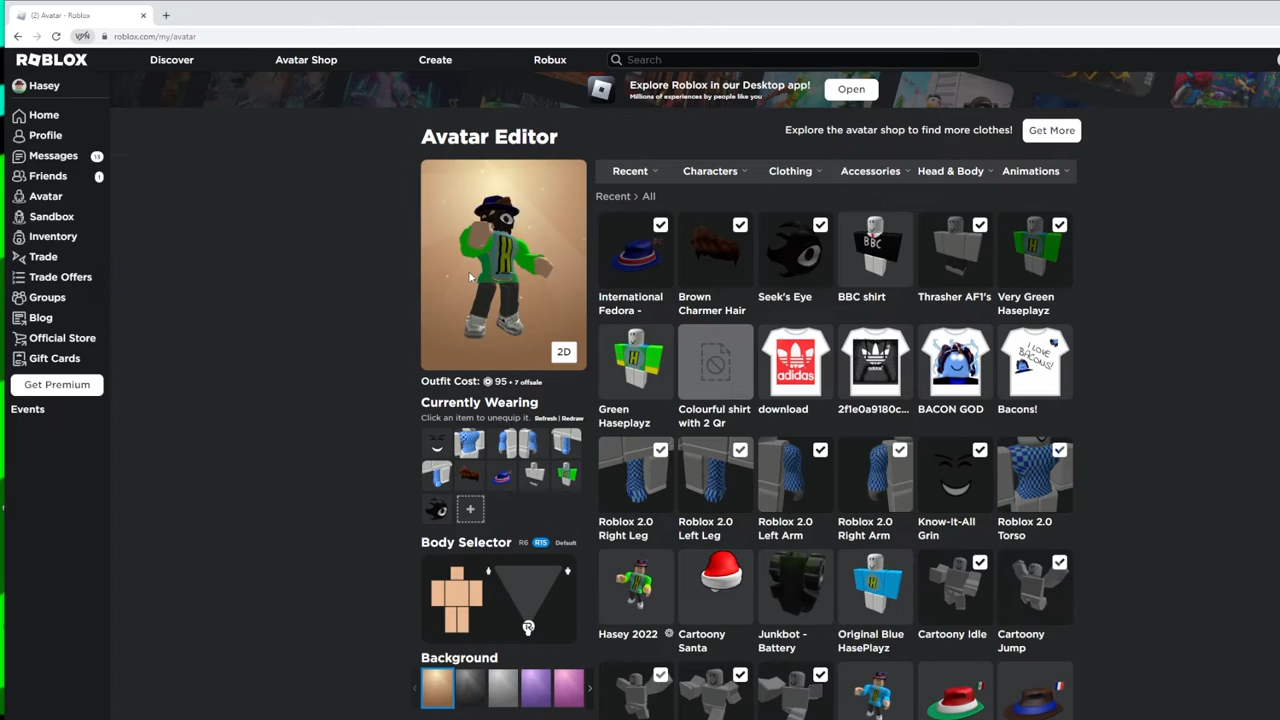 (2) Avatar - Roblox
VPN
roblox.com/my/avatar
ROBLOX
Discover
Avatar Shop
Create
Robux
Search
Hasey
Explore Roblox in our Desktop app!
Millions of experiences by people like you
Open
Home
Profile
Messages 13
Friends 1
Avatar
Sandbox
Inventory
Trade
Trade Offers
Groups
Blog
Official Store
Gift Cards
Get Premium
Events
Avatar Editor
Explore the avatar shop to find more clothes!
Get More
2D
Outfit Cost: 95 + 7 offsale
Currently Wearing
Click an item to unequip it. Refresh | Redraw
Body Selector R6 R15 Default
Background
Recent Characters Clothing Accessories Head & Body Animations
Recent > All
BBC
International Fedora -
Brown Charmer Hair
Seek's Eye
BBC shirt
Thrasher AF1's
Very Green Haseplayz
H
adidas
I LOVE
BACONS!
Green Haseplayz
Colourful shirt with 2 Qr
download
2f1e0a9180c...
BACON GOD
Bacons!
Roblox 2.0 Right Leg
Roblox 2.0 Left Leg
Roblox 2.0 Left Arm
Roblox 2.0 Right Arm
Know-It-All Grin
Roblox 2.0 Torso
H
Hasey 2022
Cartoony Santa
Junkbot - Battery
Original Blue HasePlayz
Cartoony Idle
Cartoony Jump